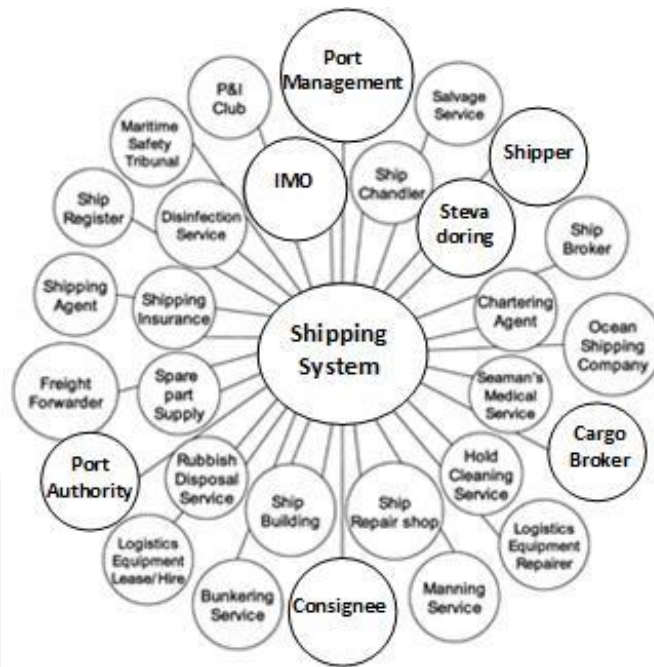 Port
Management
P&I
Club
Salvage
Service
Maritime
Safety
Tribunal
Shipper
IMO
Ship
Chandler
Ship
Register
Disinfection
Service
Steva
doring
Ship
Broker
Shipping
Agent
Shipping
Insurance
Shipping
System
Chartering
Agent
Ocean
Shipping
Company
Freight
Forwarder
Spare
part
Supply
Seaman's
Medical
Service
Cargo
Broker
Port
Authority
Rubbish
Disposal
Service
Ship
Building
Ship
Repair shop
Hold
Cleaning
Service
Logistics
Equipment
Lease/Hire
Logistics
Equipment
Repairer
Bunkering
Service
Consignee
Manning
Service